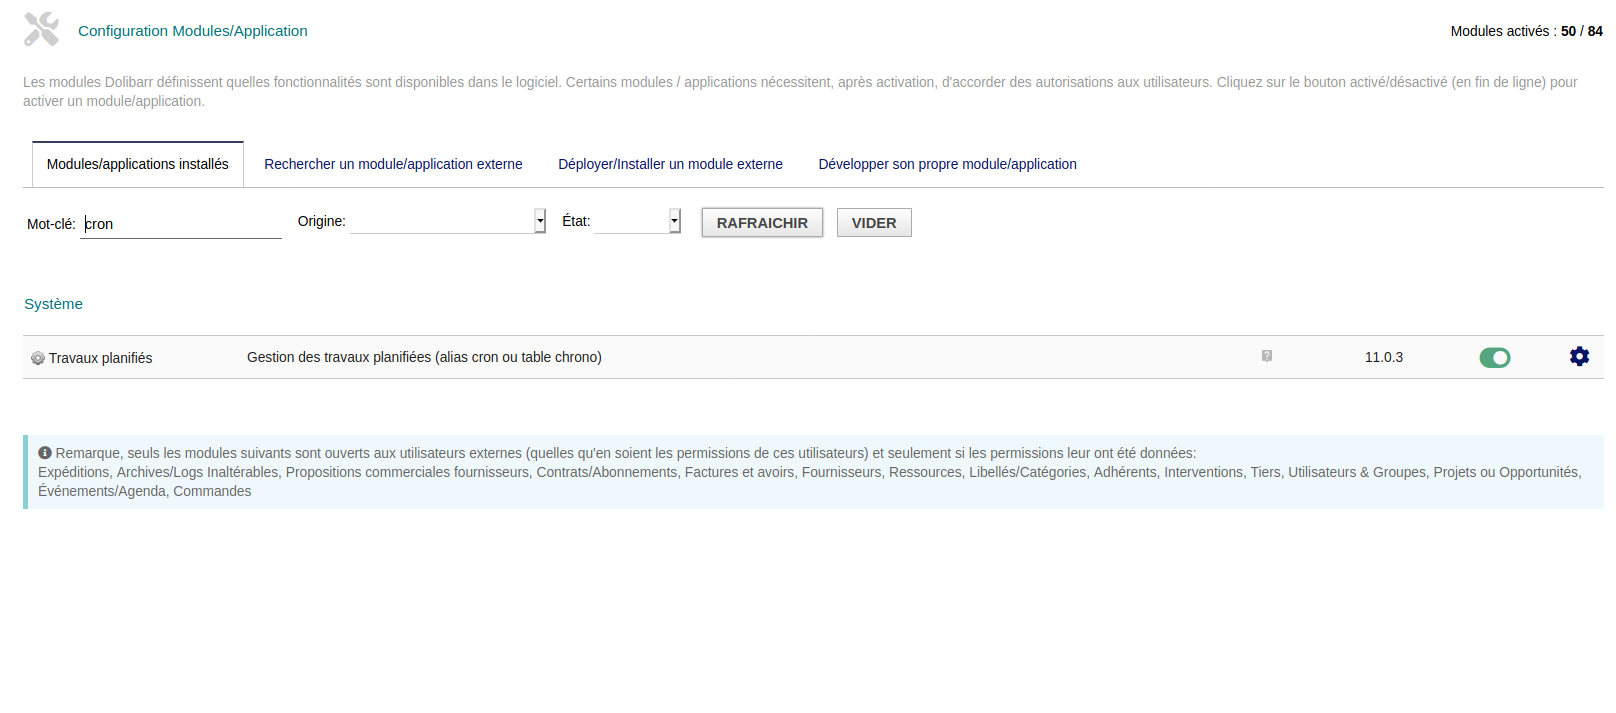 Configuration Modules/Application
Modules activés : 50 / 84
Les modules Dolibarr définissent quelles fonctionnalités sont disponibles dans le logiciel. Certains modules / applications nécessitent, après activation, d'accorder des autorisations aux utilisateurs. Cliquez sur le bouton activé/désactivé (en fin de ligne) pour
activer un module/application.
Modules/applications installés Rechercher un module/application externe Déployer/Installer un module externe Développer son propre module/application
Mot-clé: cron Origine: État: RAFRAICHIR VIDER
Système
Travaux planifiés Gestion des travaux planifiées (alias cron ou table chrono) 11.0.3
Remarque, seuls les modules suivants sont ouverts aux utilisateurs externes (quelles qu'en soient les permissions de ces utilisateurs) et seulement si les permissions leur ont été données:
Expéditions, Archives/Logs Inaltérables, Propositions commerciales fournisseurs, Contrats/Abonnements, Factures et avoirs, Fournisseurs, Ressources, Libellés/Catégories, Adhérents, Interventions, Tiers, Utilisateurs & Groupes, Projets ou Opportunités,
Événements/Agenda, Commandes